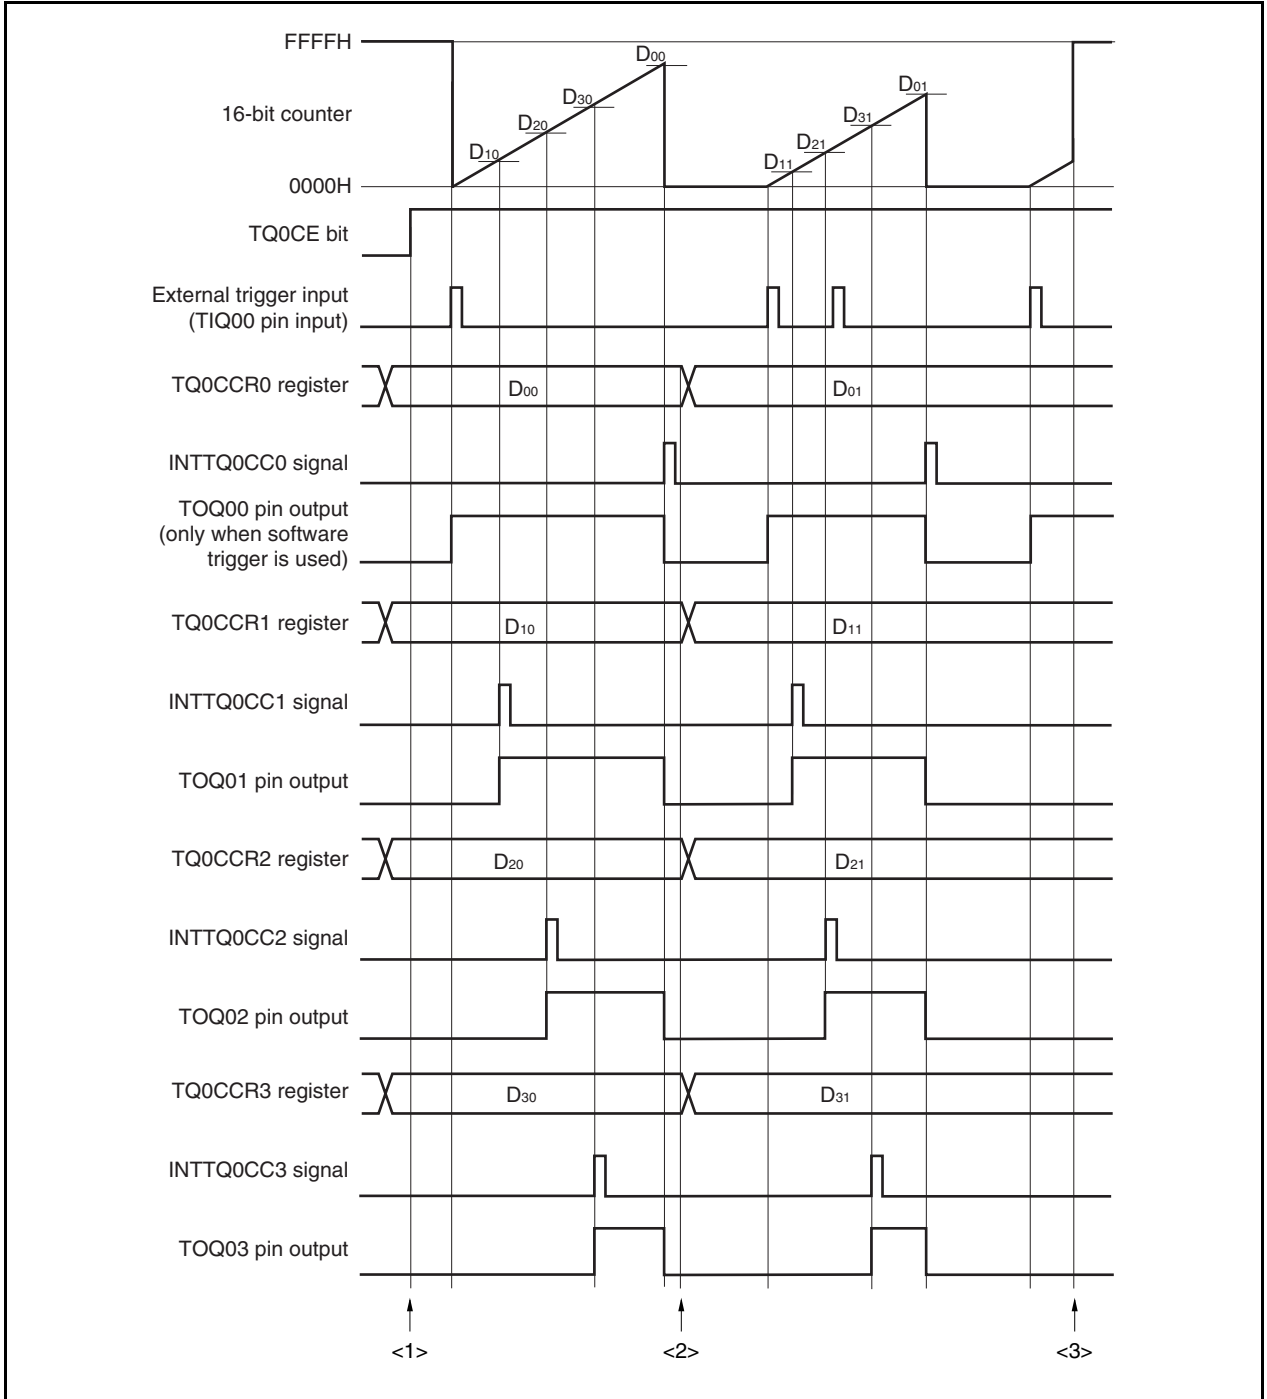 FFFFH
16-bit counter
0000H
D10
D20
D30
D00
D11
D21
D31
D01
TQ0CE bit
External trigger input
(TIQ00 pin input)
TQ0CCR0 register
D00
D01
INTTQ0CC0 signal
TOQ00 pin output
(only when software
trigger is used)
TQ0CCR1 register
D10
D11
INTTQ0CC1 signal
TOQ01 pin output
TQ0CCR2 register
D20
D21
INTTQ0CC2 signal
TOQ02 pin output
TQ0CCR3 register
D30
D31
INTTQ0CC3 signal
TOQ03 pin output
<1>
<2>
<3>